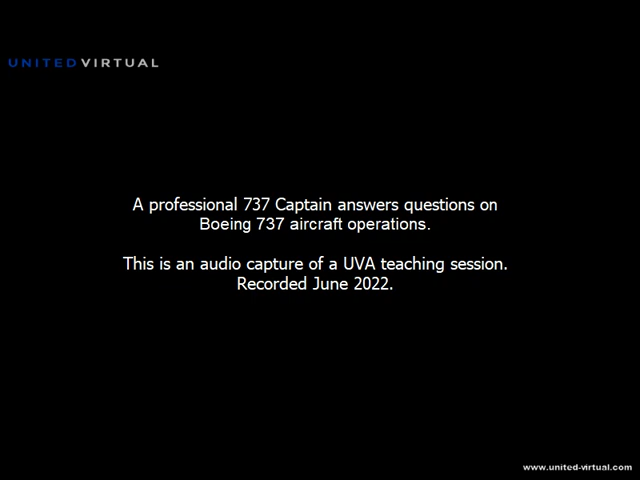 UNITEDVIRTUAL
A professional 737 Captain answers questions on
Boeing 737 aircraft operations.
This is an audio capture of a UVA teaching session.
Recorded June 2022.
www.united-virtual.com